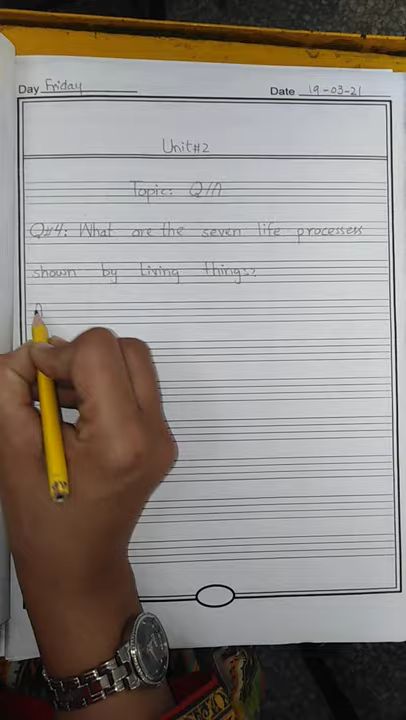 Day Friday Date 19-03-21
Unit#2
Topic: Q/A
Q#4: What are the seven life processes
shown by Living things??
A